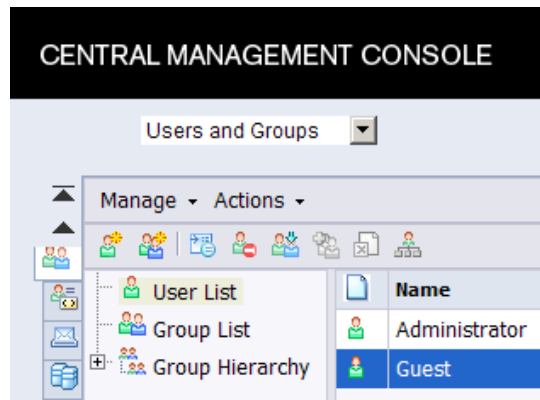 CENTRAL MANAGEMENT CONSOLE
Users and Groups
Manage Actions
User List
Group List
Group Hierarchy
Name
Administrator
Guest